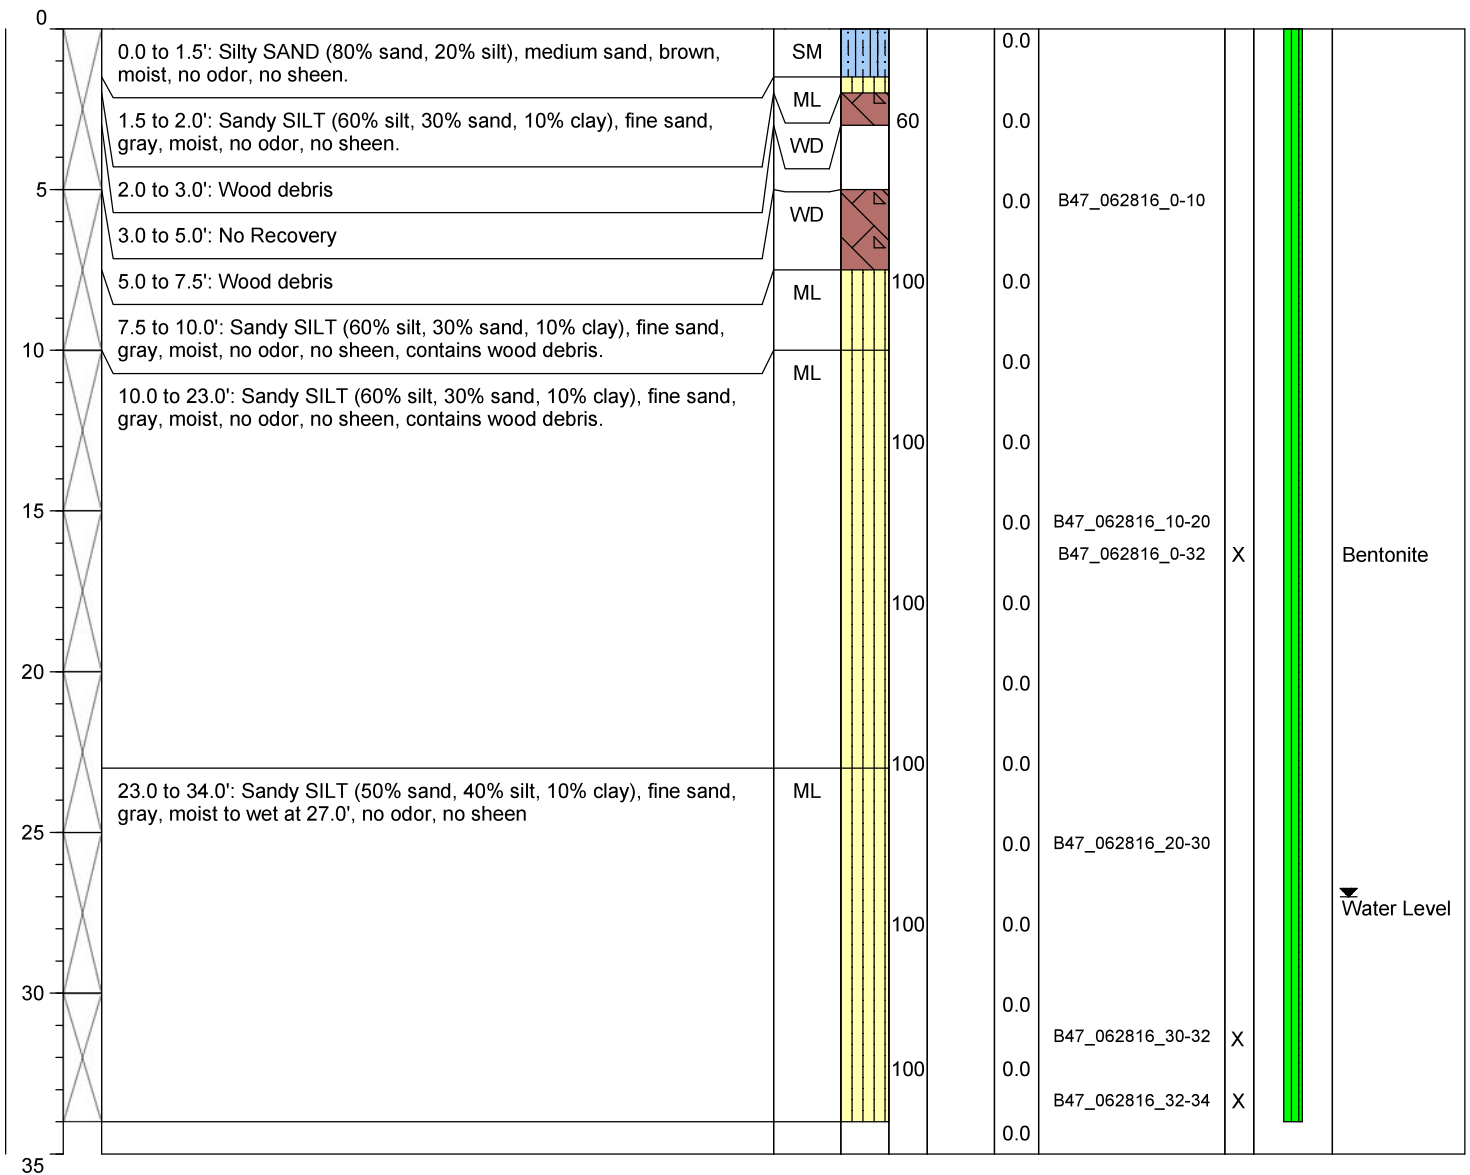 0
0.0 to 1.5': Silty SAND (80% sand, 20% silt), medium sand, brown,
moist, no odor, no sheen.
SM
0.0
1.5 to 2.0': Sandy SILT (60% silt, 30% sand, 10% clay), fine sand,
gray, moist, no odor, no sheen.
ML
60
0.0
WD
2.0 to 3.0': Wood debris
5
0.0
B47_062816_0-10
WD
3.0 to 5.0': No Recovery
5.0 to 7.5': Wood debris
100
0.0
ML
7.5 to 10.0': Sandy SILT (60% silt, 30% sand, 10% clay), fine sand,
gray, moist, no odor, no sheen, contains wood debris.
10
0.0
ML
10.0 to 23.0': Sandy SILT (60% silt, 30% sand, 10% clay), fine sand,
gray, moist, no odor, no sheen, contains wood debris.
100
0.0
15
0.0
B47_062816_10-20
B47_062816_0-32
X
Bentonite
100
0.0
20
0.0
100
0.0
23.0 to 34.0': Sandy SILT (50% sand, 40% silt, 10% clay), fine sand,
gray, moist to wet at 27.0', no odor, no sheen
ML
25
0.0
B47_062816_20-30
Water Level
100
0.0
30
0.0
B47_062816_30-32
X
100
0.0
B47_062816_32-34
X
0.0
35